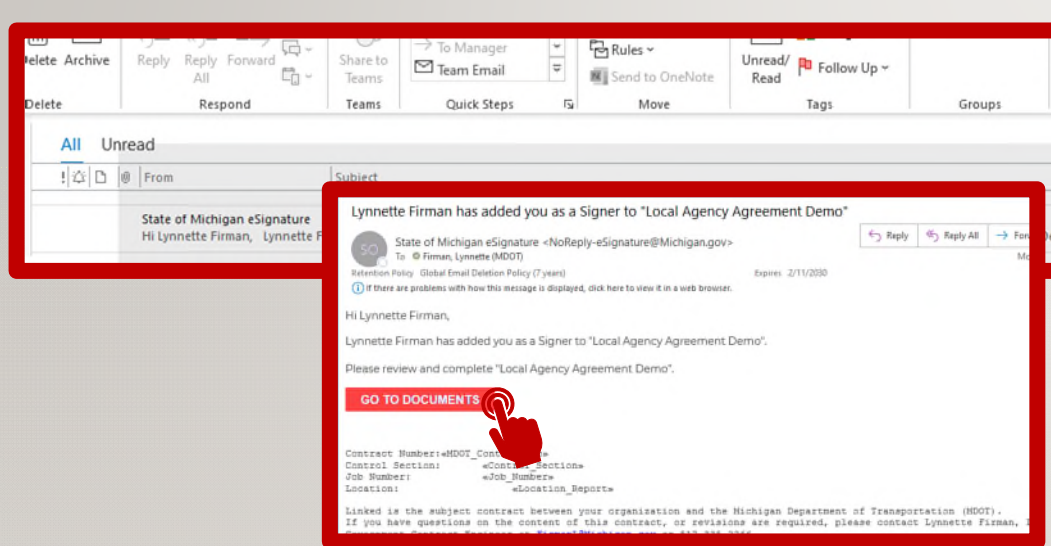 Delete Archive
Reply Reply All Forward
Share to Teams
To Manager
Team Email
Rules
Send to OneNote
Unread/ Read
Follow Up
Delete Respond Teams Quick Steps Move Tags Groups
All Unread
! From Subject
State of Michigan eSignature
Hi Lynnette Firman, Lynnette F
Lynnette Firman has added you as a Signer to "Local Agency Agreement Demo"
SO
State of Michigan eSignature <NoReply-eSignature@Michigan.gov>
To Firman, Lynnette (MDOT)
Reply Reply All
Retention Policy Global Email Deletion Policy (7 years) Expires 2/11/2030
If there are problems with how this message is displayed, click here to view it in a web browser.
Hi Lynnette Firman,
Lynnette Firman has added you as a Signer to "Local Agency Agreement Demo".
Please review and complete "Local Agency Agreement Demo".
GO TO DOCUMENTS
Contract Number:«MDOT_Cont
Control Section: «Cont Section»
Job Number: «Job_Number»
Location: «Location_Report»
Linked is the subject contract between your organization and the Michigan Department of Transportation (MDOT).
If you have questions on the content of this contract, or revisions are required, please contact Lynnette Firman,